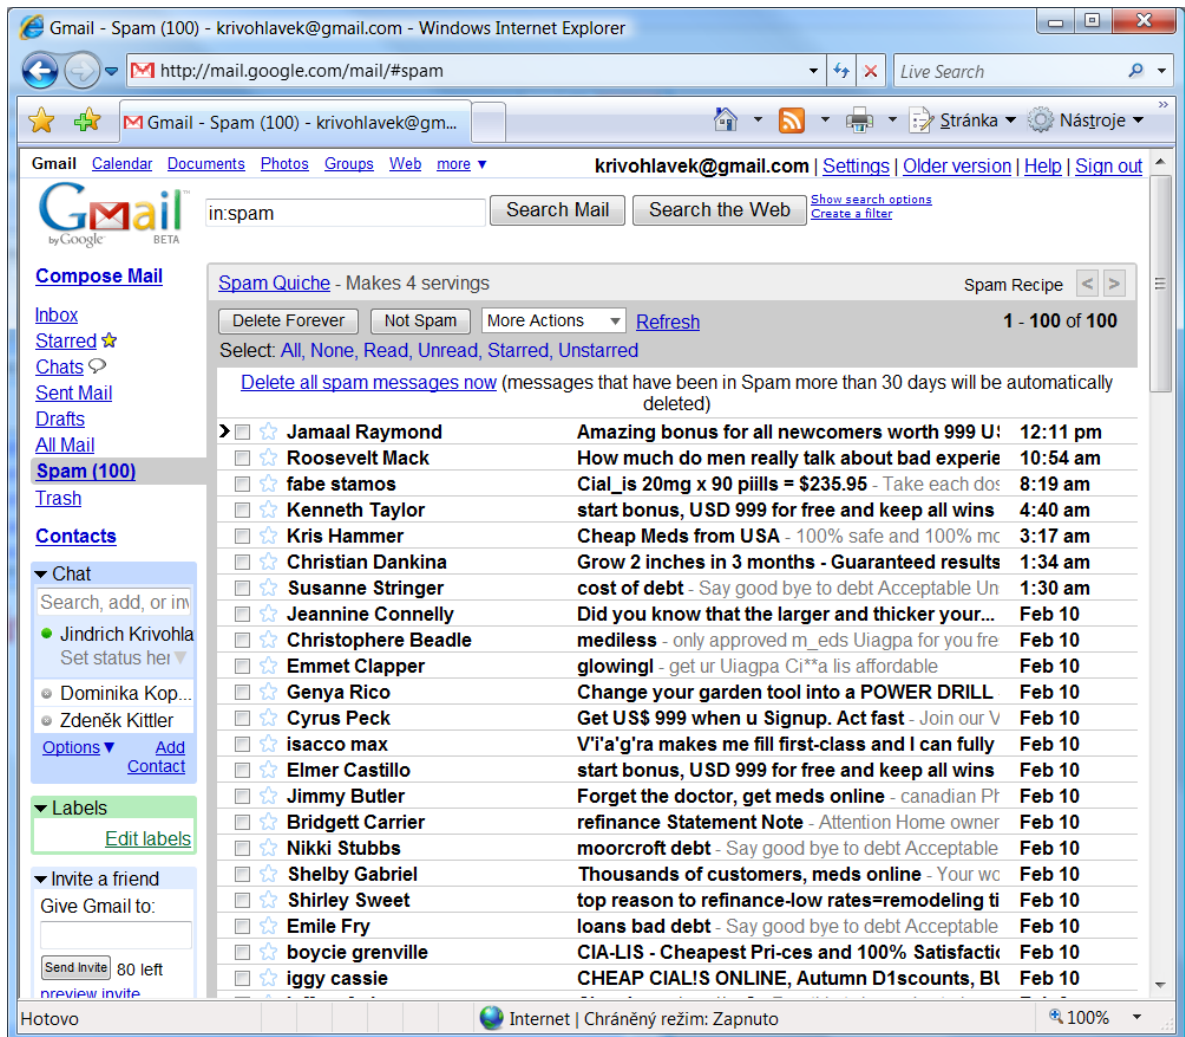 Gmail - Spam (100) - krivohlavek@gmail.com - Windows Internet Explorer
http://mail.google.com/mail/#spam
Live Search
Gmail - Spam (100) - krivohlavek@gm...
Stránka
Nástroje
Gmail Calendar Documents Photos Groups Web more ▼
krivohlavek@gmail.com | Settings | Older version | Help | Sign out
Gmail
by Google
BETA
in:spam
Search Mail
Search the Web
Show search options
Create a filter
Compose Mail
Inbox
Starred
Chats
Sent Mail
Drafts
All Mail
Spam (100)
Trash
Contacts
Chat
Search, add, or inv
Jindrich Krivohla
Set status her
Dominika Kop...
Zdeněk Kittler
Options ▼ Add Contact
Labels
Edit labels
Invite a friend
Give Gmail to:
Send Invite 80 left
preview invite
Spam Quiche - Makes 4 servings
Spam Recipe < >
Delete Forever Not Spam More Actions Refresh 1 - 100 of 100
Select: All, None, Read, Unread, Starred, Unstarred
Delete all spam messages now (messages that have been in Spam more than 30 days will be automatically
deleted)
Jamaal Raymond Amazing bonus for all newcomers worth 999 US 12:11 pm
Roosevelt Mack How much do men really talk about bad experie 10:54 am
fabe stamos Cial_is 20mg x 90 piills = $235.95 - Take each dos 8:19 am
Kenneth Taylor start bonus, USD 999 for free and keep all wins 4:40 am
Kris Hammer Cheap Meds from USA - 100% safe and 100% mo 3:17 am
Christian Dankina Grow 2 inches in 3 months - Guaranteed results 1:34 am
Susanne Stringer cost of debt - Say good bye to debt Acceptable Un 1:30 am
Jeannine Connelly Did you know that the larger and thicker your... Feb 10
Christophere Beadle mediless - only approved m_eds Uiagpa for you fre Feb 10
Emmet Clapper glowingl - get ur Uiagpa Ci**a lis affordable Feb 10
Genya Rico Change your garden tool into a POWER DRILL Feb 10
Cyrus Peck Get US$ 999 when u Signup. Act fast - Join our V Feb 10
isacco max V'i'a'g'ra makes me fill first-class and I can fully Feb 10
Elmer Castillo start bonus, USD 999 for free and keep all wins Feb 10
Jimmy Butler Forget the doctor, get meds online - canadian Ph Feb 10
Bridgett Carrier refinance Statement Note - Attention Home owner Feb 10
Nikki Stubbs moorcroft debt - Say good bye to debt Acceptable Feb 10
Shelby Gabriel Thousands of customers, meds online - Your wo Feb 10
Shirley Sweet top reason to refinance-low rates=remodeling ti Feb 10
Emile Fry loans bad debt - Say good bye to debt Acceptable Feb 10
boycie grenville CIA-LIS - Cheapest Pri-ces and 100% Satisfactio Feb 10
iggy cassie CHEAP CIAL!S ONLINE, Autumn D1scounts, BU Feb 10
Hotovo
Internet | Chráněný režim: Zapnuto
100%